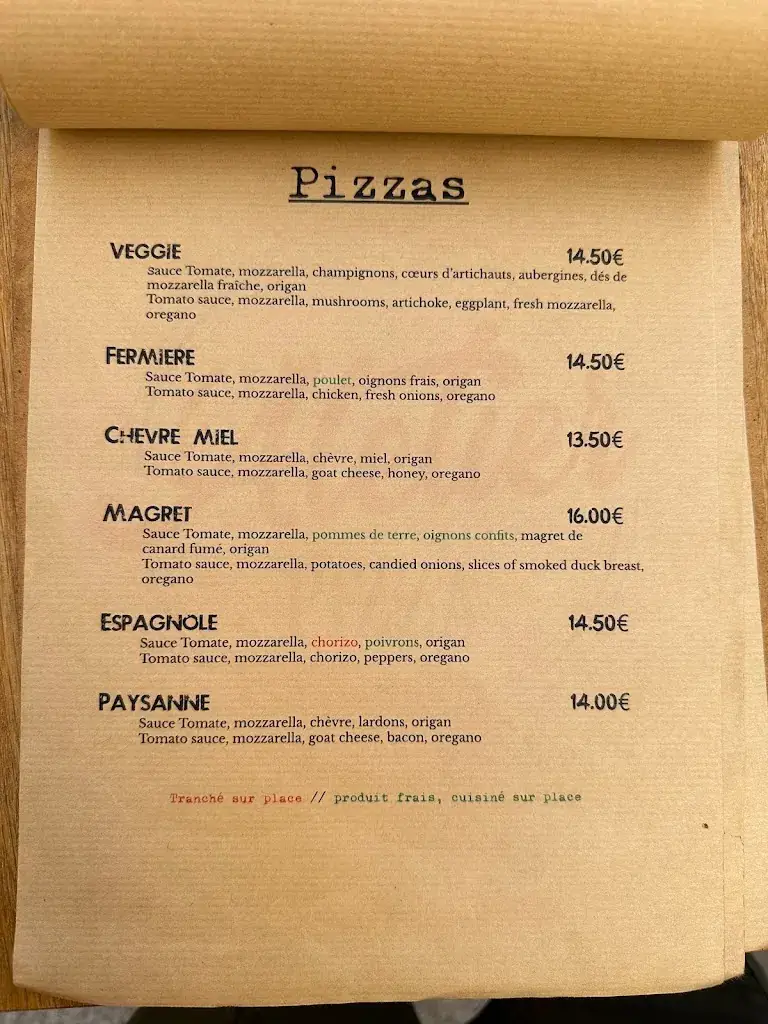 Pizzas
VEGGIE 14.50€
Sauce Tomate, mozzarella, champignons, cœurs d'artichauts, aubergines, dés de
mozzarella fraîche, origan
Tomato sauce, mozzarella, mushrooms, artichoke, eggplant, fresh mozzarella,
oregano
FERMIERE 14.50€
Sauce Tomate, mozzarella, poulet, oignons frais, origan
Tomato sauce, mozzarella, chicken, fresh onions, oregano
CHEVRE MIEL 13.50€
Sauce Tomate, mozzarella, chèvre, miel, origan
Tomato sauce, mozzarella, goat cheese, honey, oregano
MAGRET 16.00€
Sauce Tomate, mozzarella, pommes de terre, oignons confits, magret de
canard fumé, origan
Tomato sauce, mozzarella, potatoes, candied onions, slices of smoked duck breast,
oregano
ESPAGNOLE 14.50€
Sauce Tomate, mozzarella, chorizo, poivrons, origan
Tomato sauce, mozzarella, chorizo, peppers, oregano
PAYSANNE 14.00€
Sauce Tomate, mozzarella, chèvre, lardons, origan
Tomato sauce, mozzarella, goat cheese, bacon, oregano
Tranché sur place // produit frais, cuisiné sur place